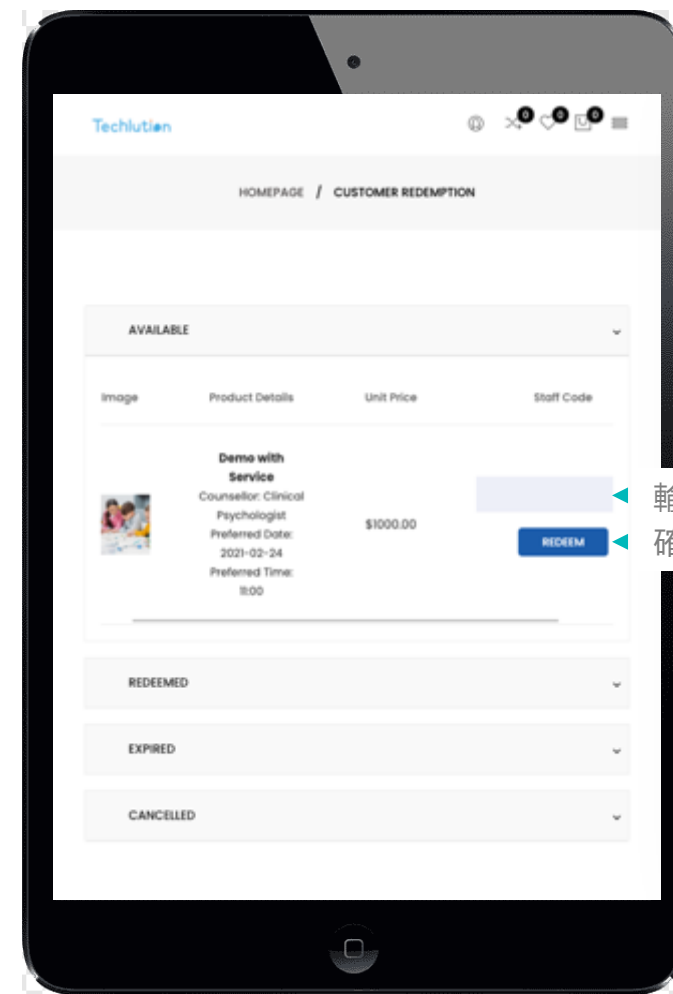 Techlution
0 0 0
HOMEPAGE / CUSTOMER REDEMPTION
AVAILABLE
Image Product Details Unit Price Staff Code
Demo with
Service
Counsellor: Clinical
Psychologist
Preferred Date:
2021-02-24
Preferred Time:
11:00
$1000.00
輸
REDEEM
確
REDEEMED
EXPIRED
CANCELLED